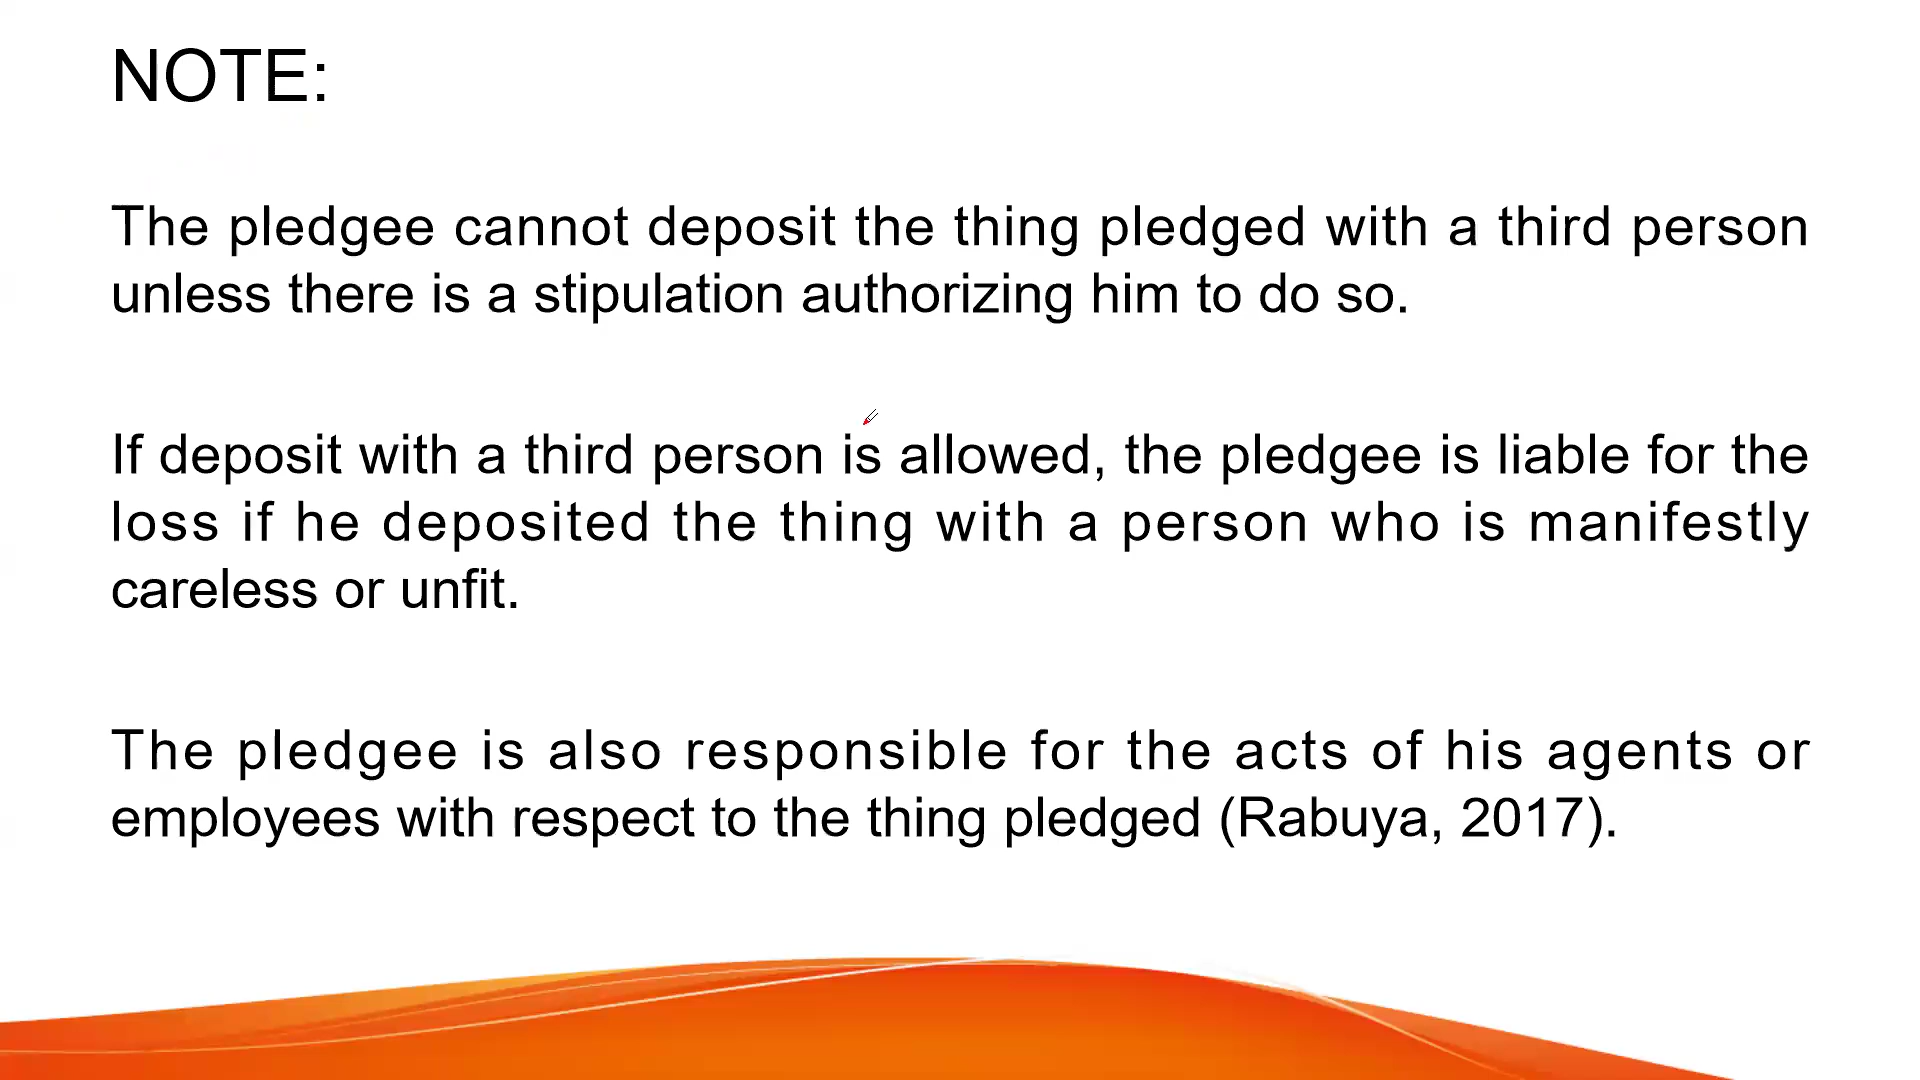 NOTE:
The pledgee cannot deposit the thing pledged with a third person
unless there is a stipulation authorizing him to do so.
If deposit with a third person is allowed, the pledgee is liable for the
loss if he deposited the thing with a person who is manifestly
careless or unfit.
The pledgee is also responsible for the acts of his agents or
employees with respect to the thing pledged (Rabuya, 2017).